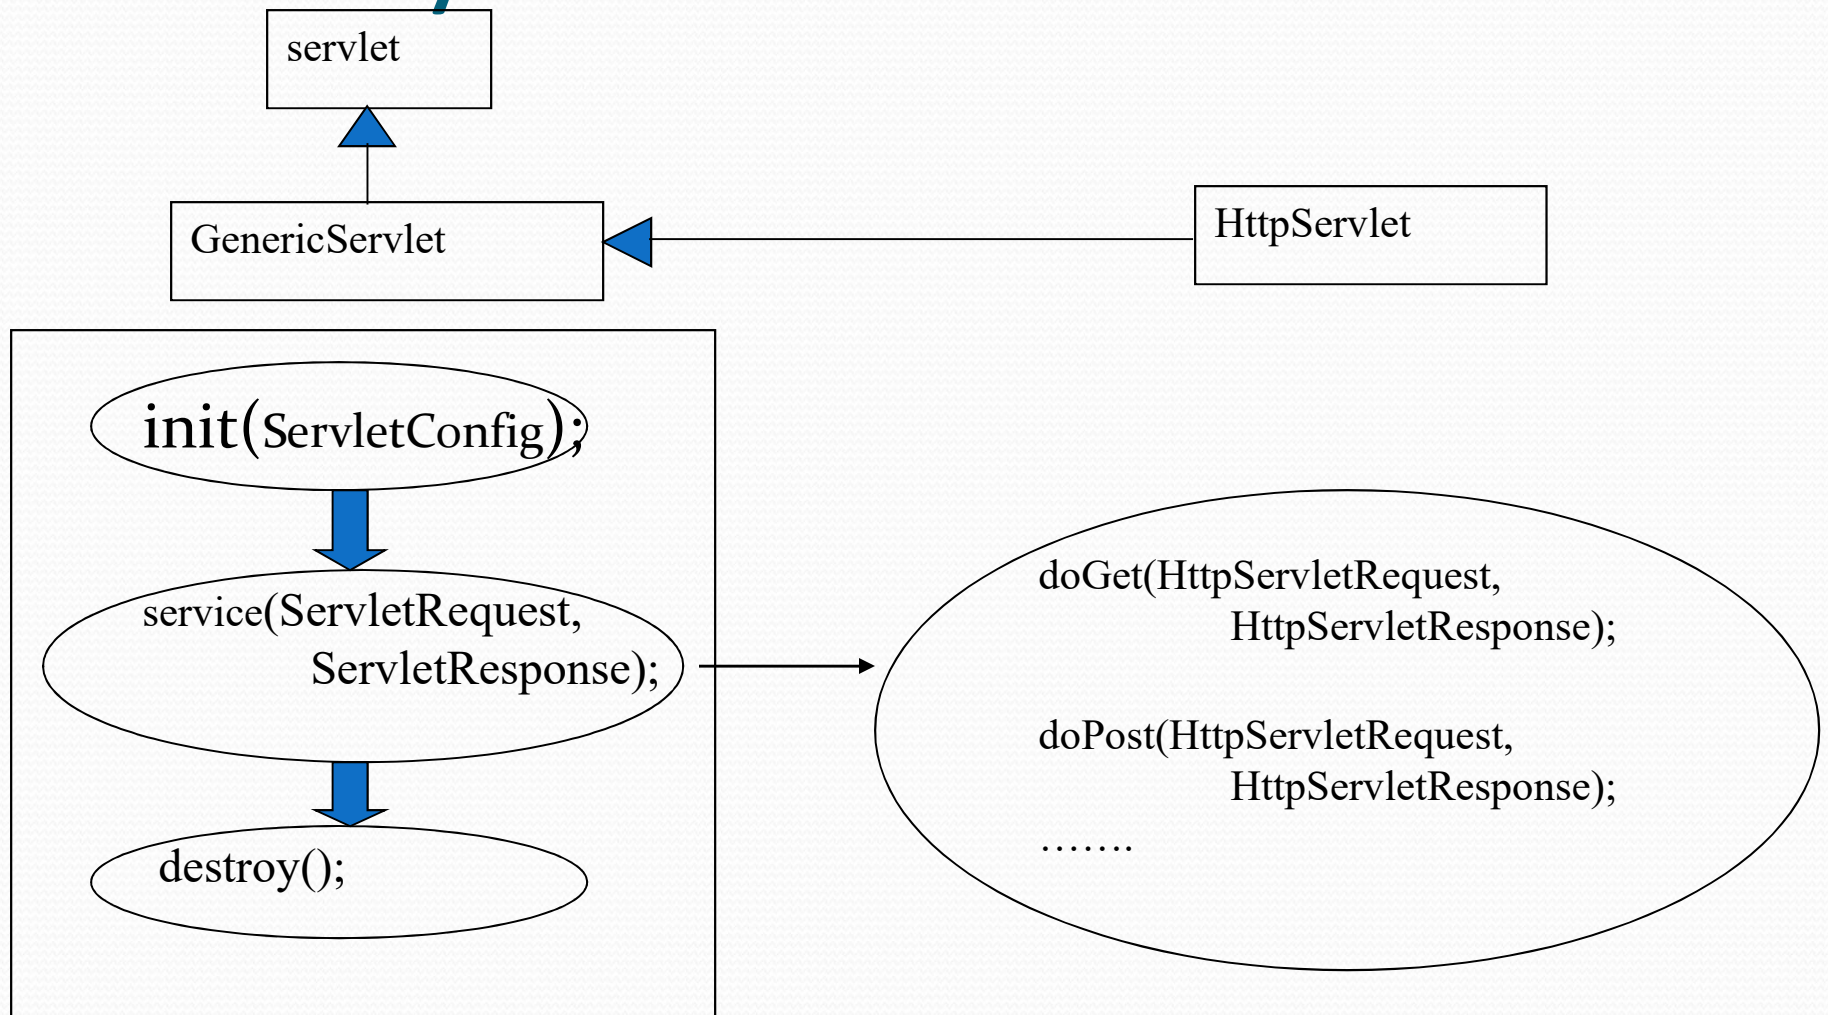 servlet
GenericServlet
HttpServlet
init(ServletConfig);
service(ServletRequest,
ServletResponse);
destroy();
doGet(HttpServletRequest,
HttpServletResponse);
doPost(HttpServletRequest,
HttpServletResponse);
.......